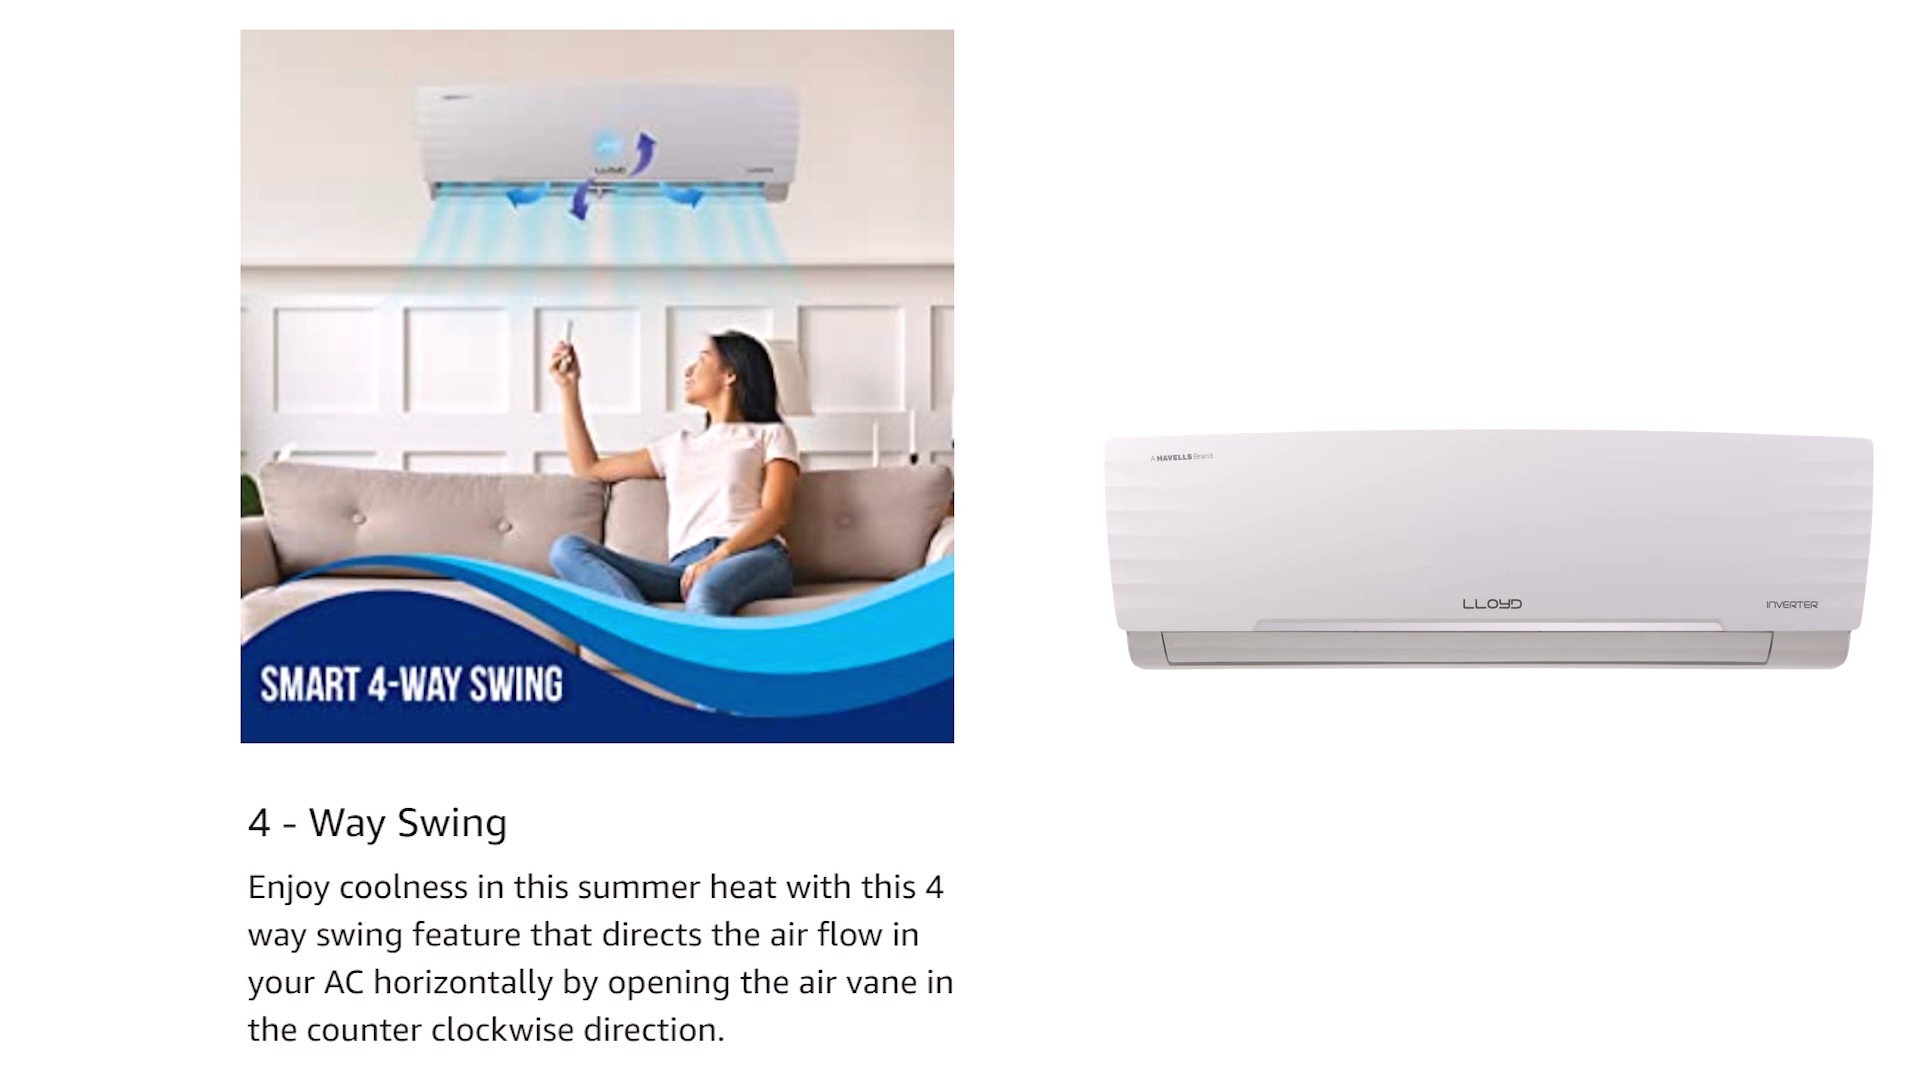 LLOYD
SMART 4-WAY SWING
4 - Way Swing
Enjoy coolness in this summer heat with this 4
way swing feature that directs the air flow in
your AC horizontally by opening the air vane in
the counter clockwise direction.
A HAVELLS Brand
LLOYD
INVERTER